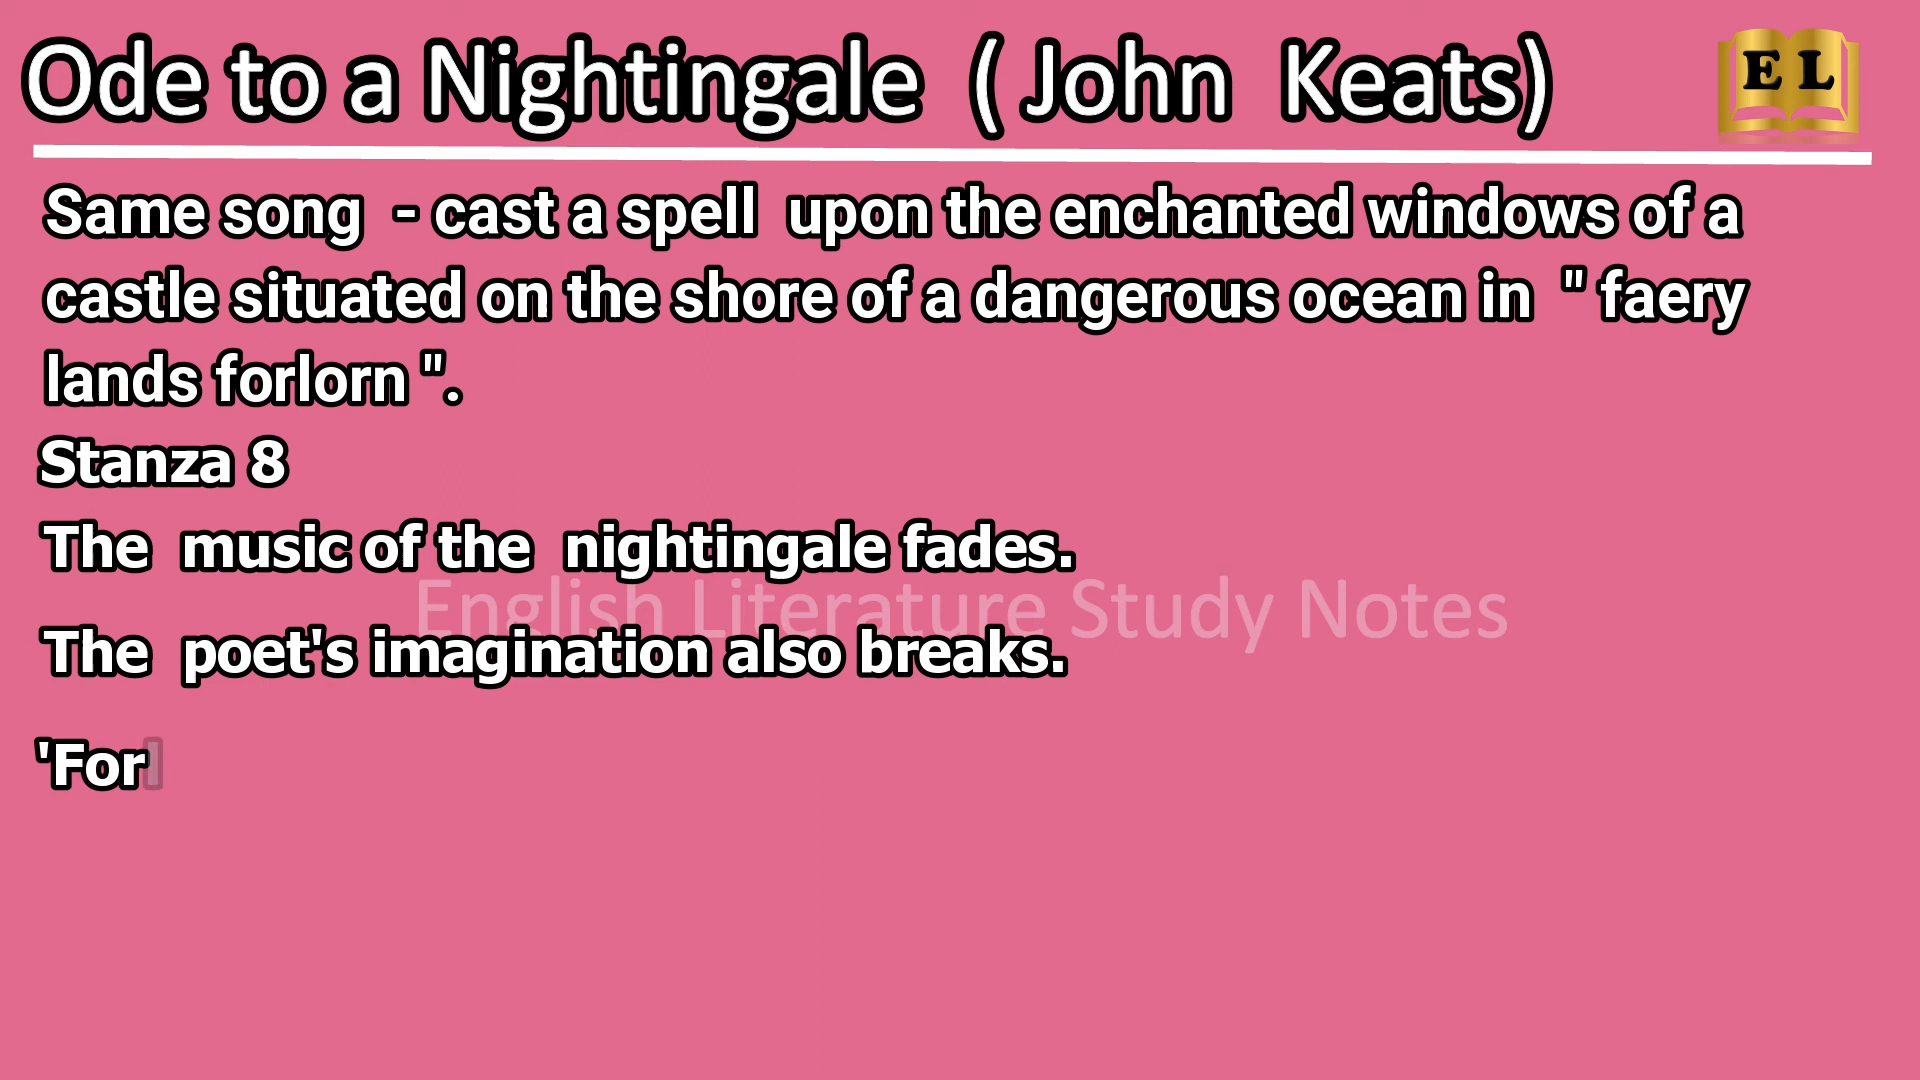 Ode to a Nightingale ( John Keats)
E L
Same song - cast a spell upon the enchanted windows of a
castle situated on the shore of a dangerous ocean in " faery
lands forlorn ".
Stanza 8
The music of the nightingale fades.
English Literature Study Notes
The poet's imagination also breaks.
'Forl